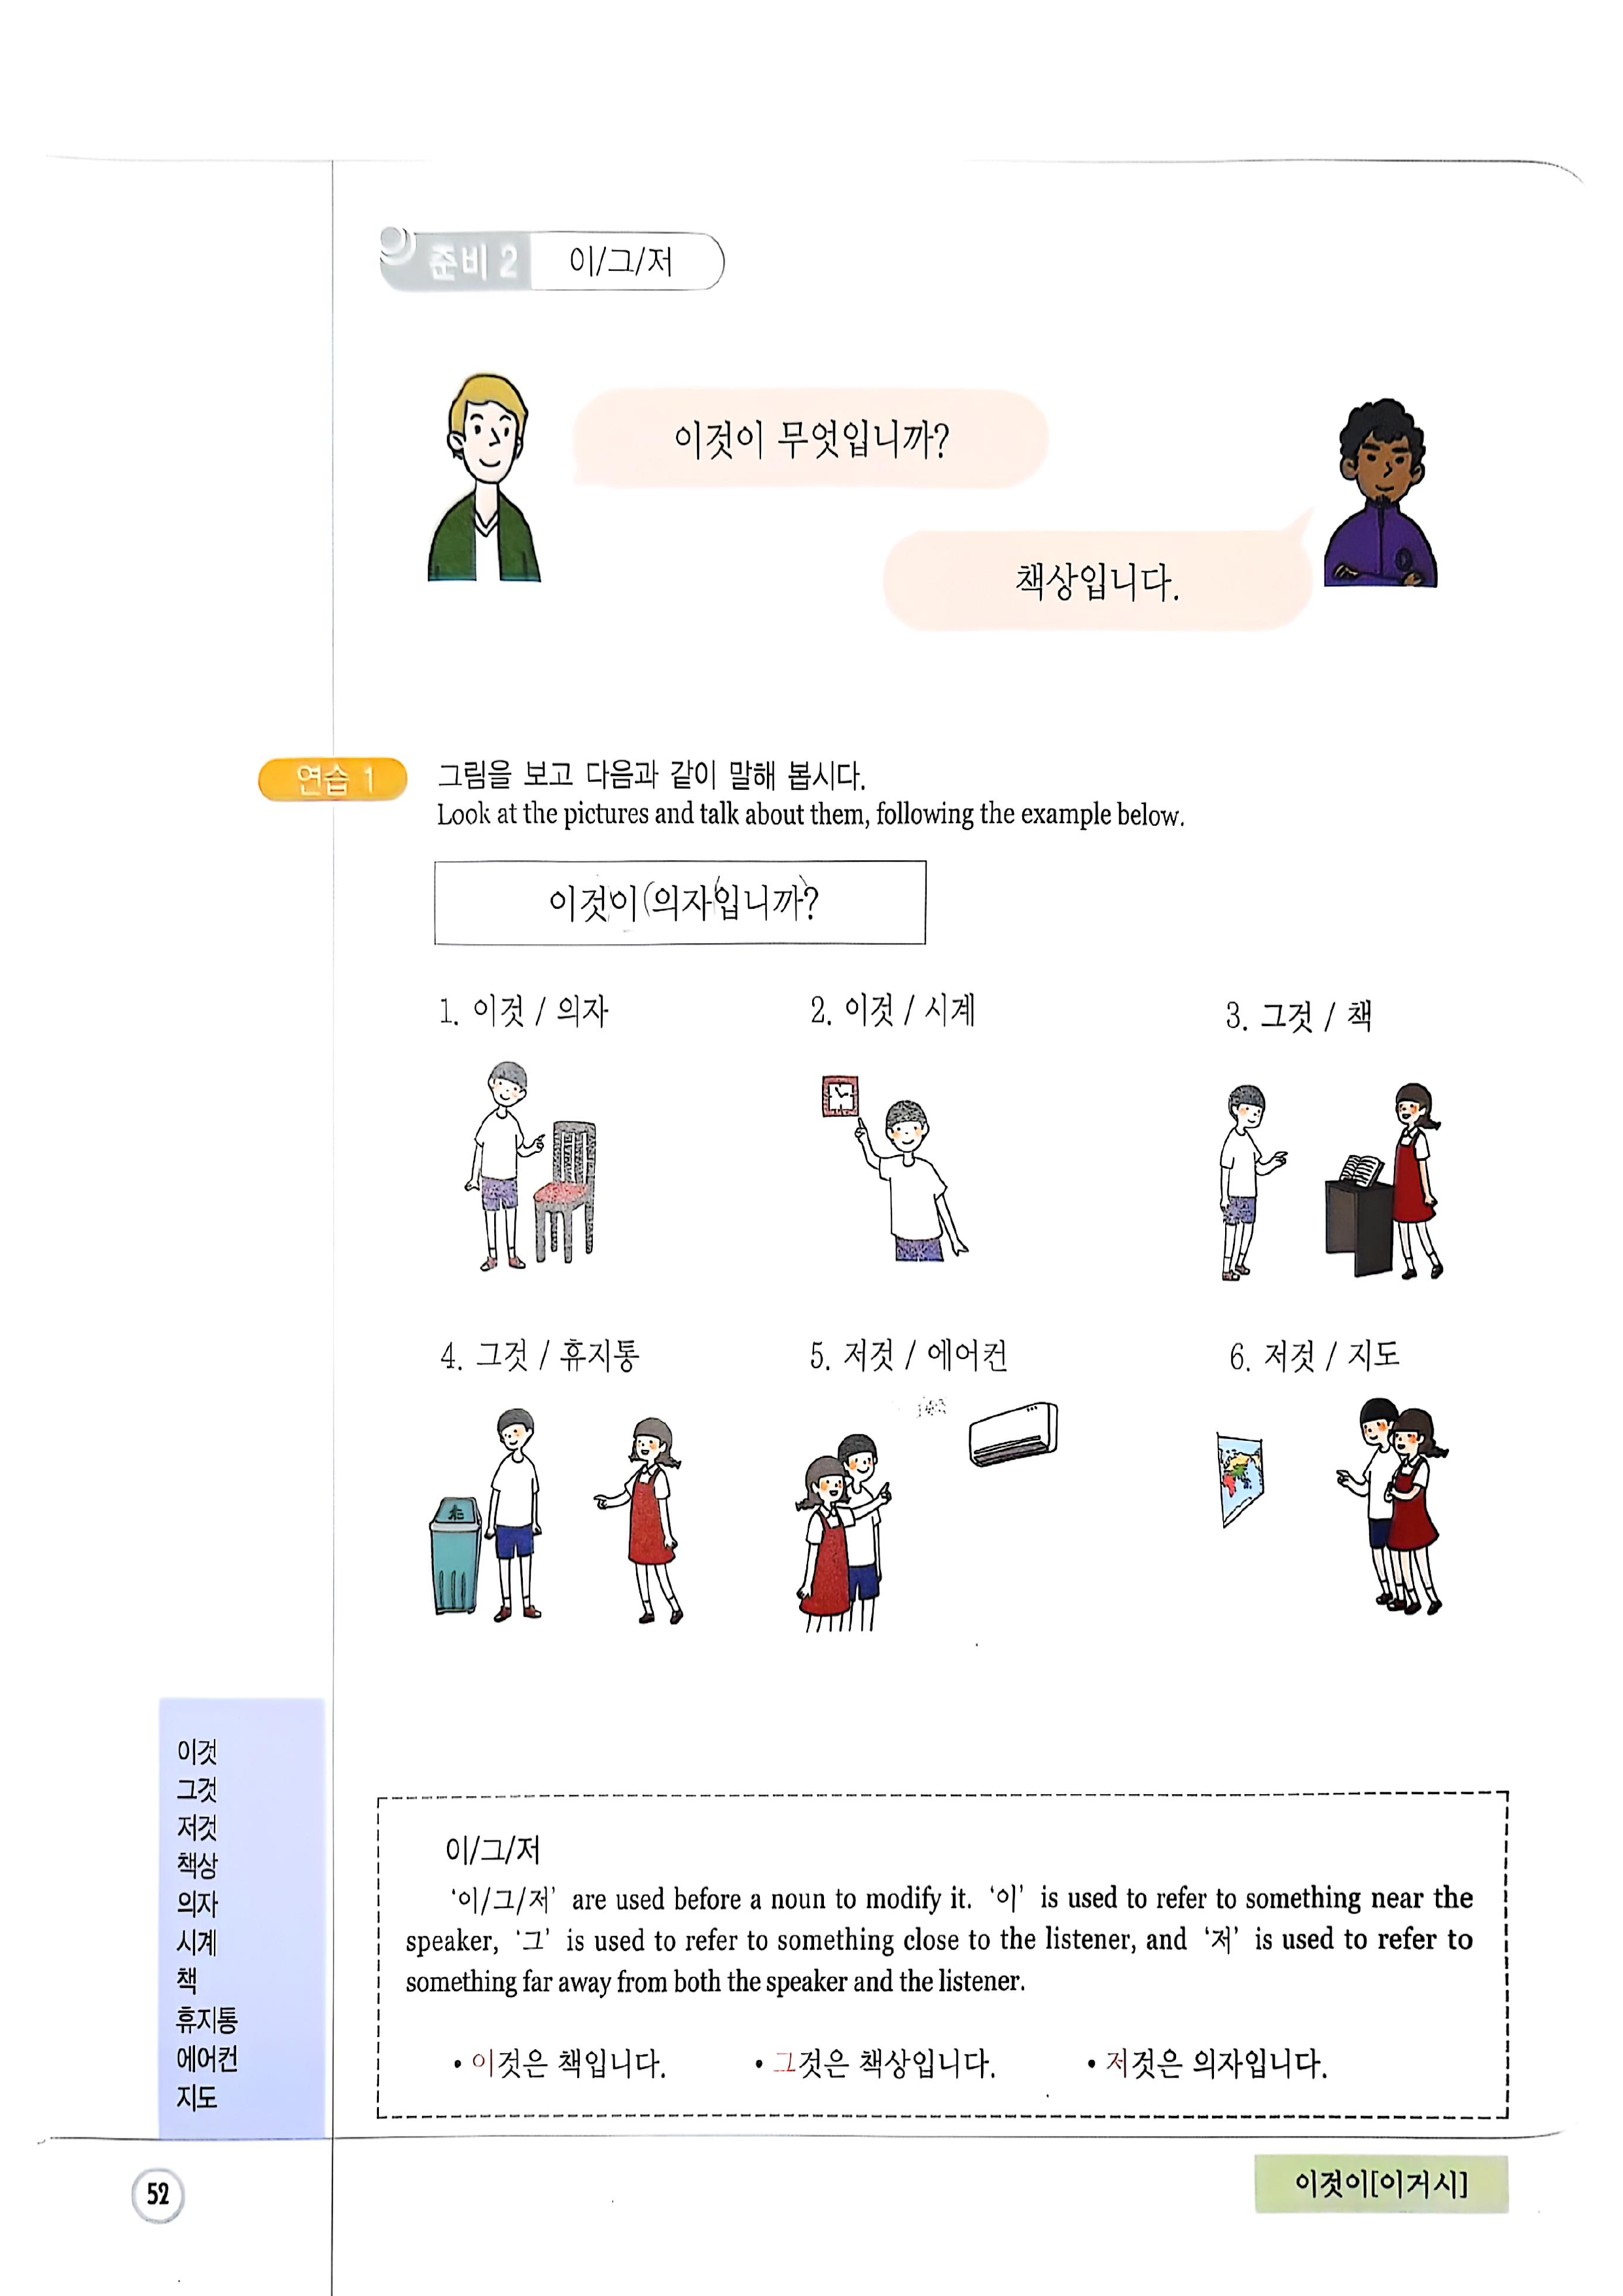 준비 2 이/그/저
이것이 무엇입니까?
책상입니다.
연습 1
그림을 보고 다음과 같이 말해 봅시다.
Look at the pictures and talk about them, following the example below.
이것이 (의자입니까?
1. 이것 / 의자
2. 이것 / 시계
3. 그것 / 책
4. 그것 / 휴지통
5. 저것 / 에어컨
6. 저것 / 지도
이것
그것
저것
책상
의자
시계
책
휴지통
에어컨
지도
이/그/저
‘이/그/저’ are used before a noun to modify it. ‘이’ is used to refer to something near the
speaker, ‘그’ is used to refer to something close to the listener, and ‘저’ is used to refer to
something far away from both the speaker and the listener.
• 이것은 책입니다. • 그것은 책상입니다. • 저것은 의자입니다.
52
이것이[이거시]